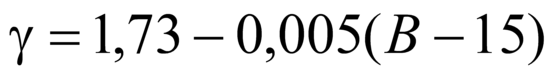 γ = 1,73 − 0,005(B − 15)